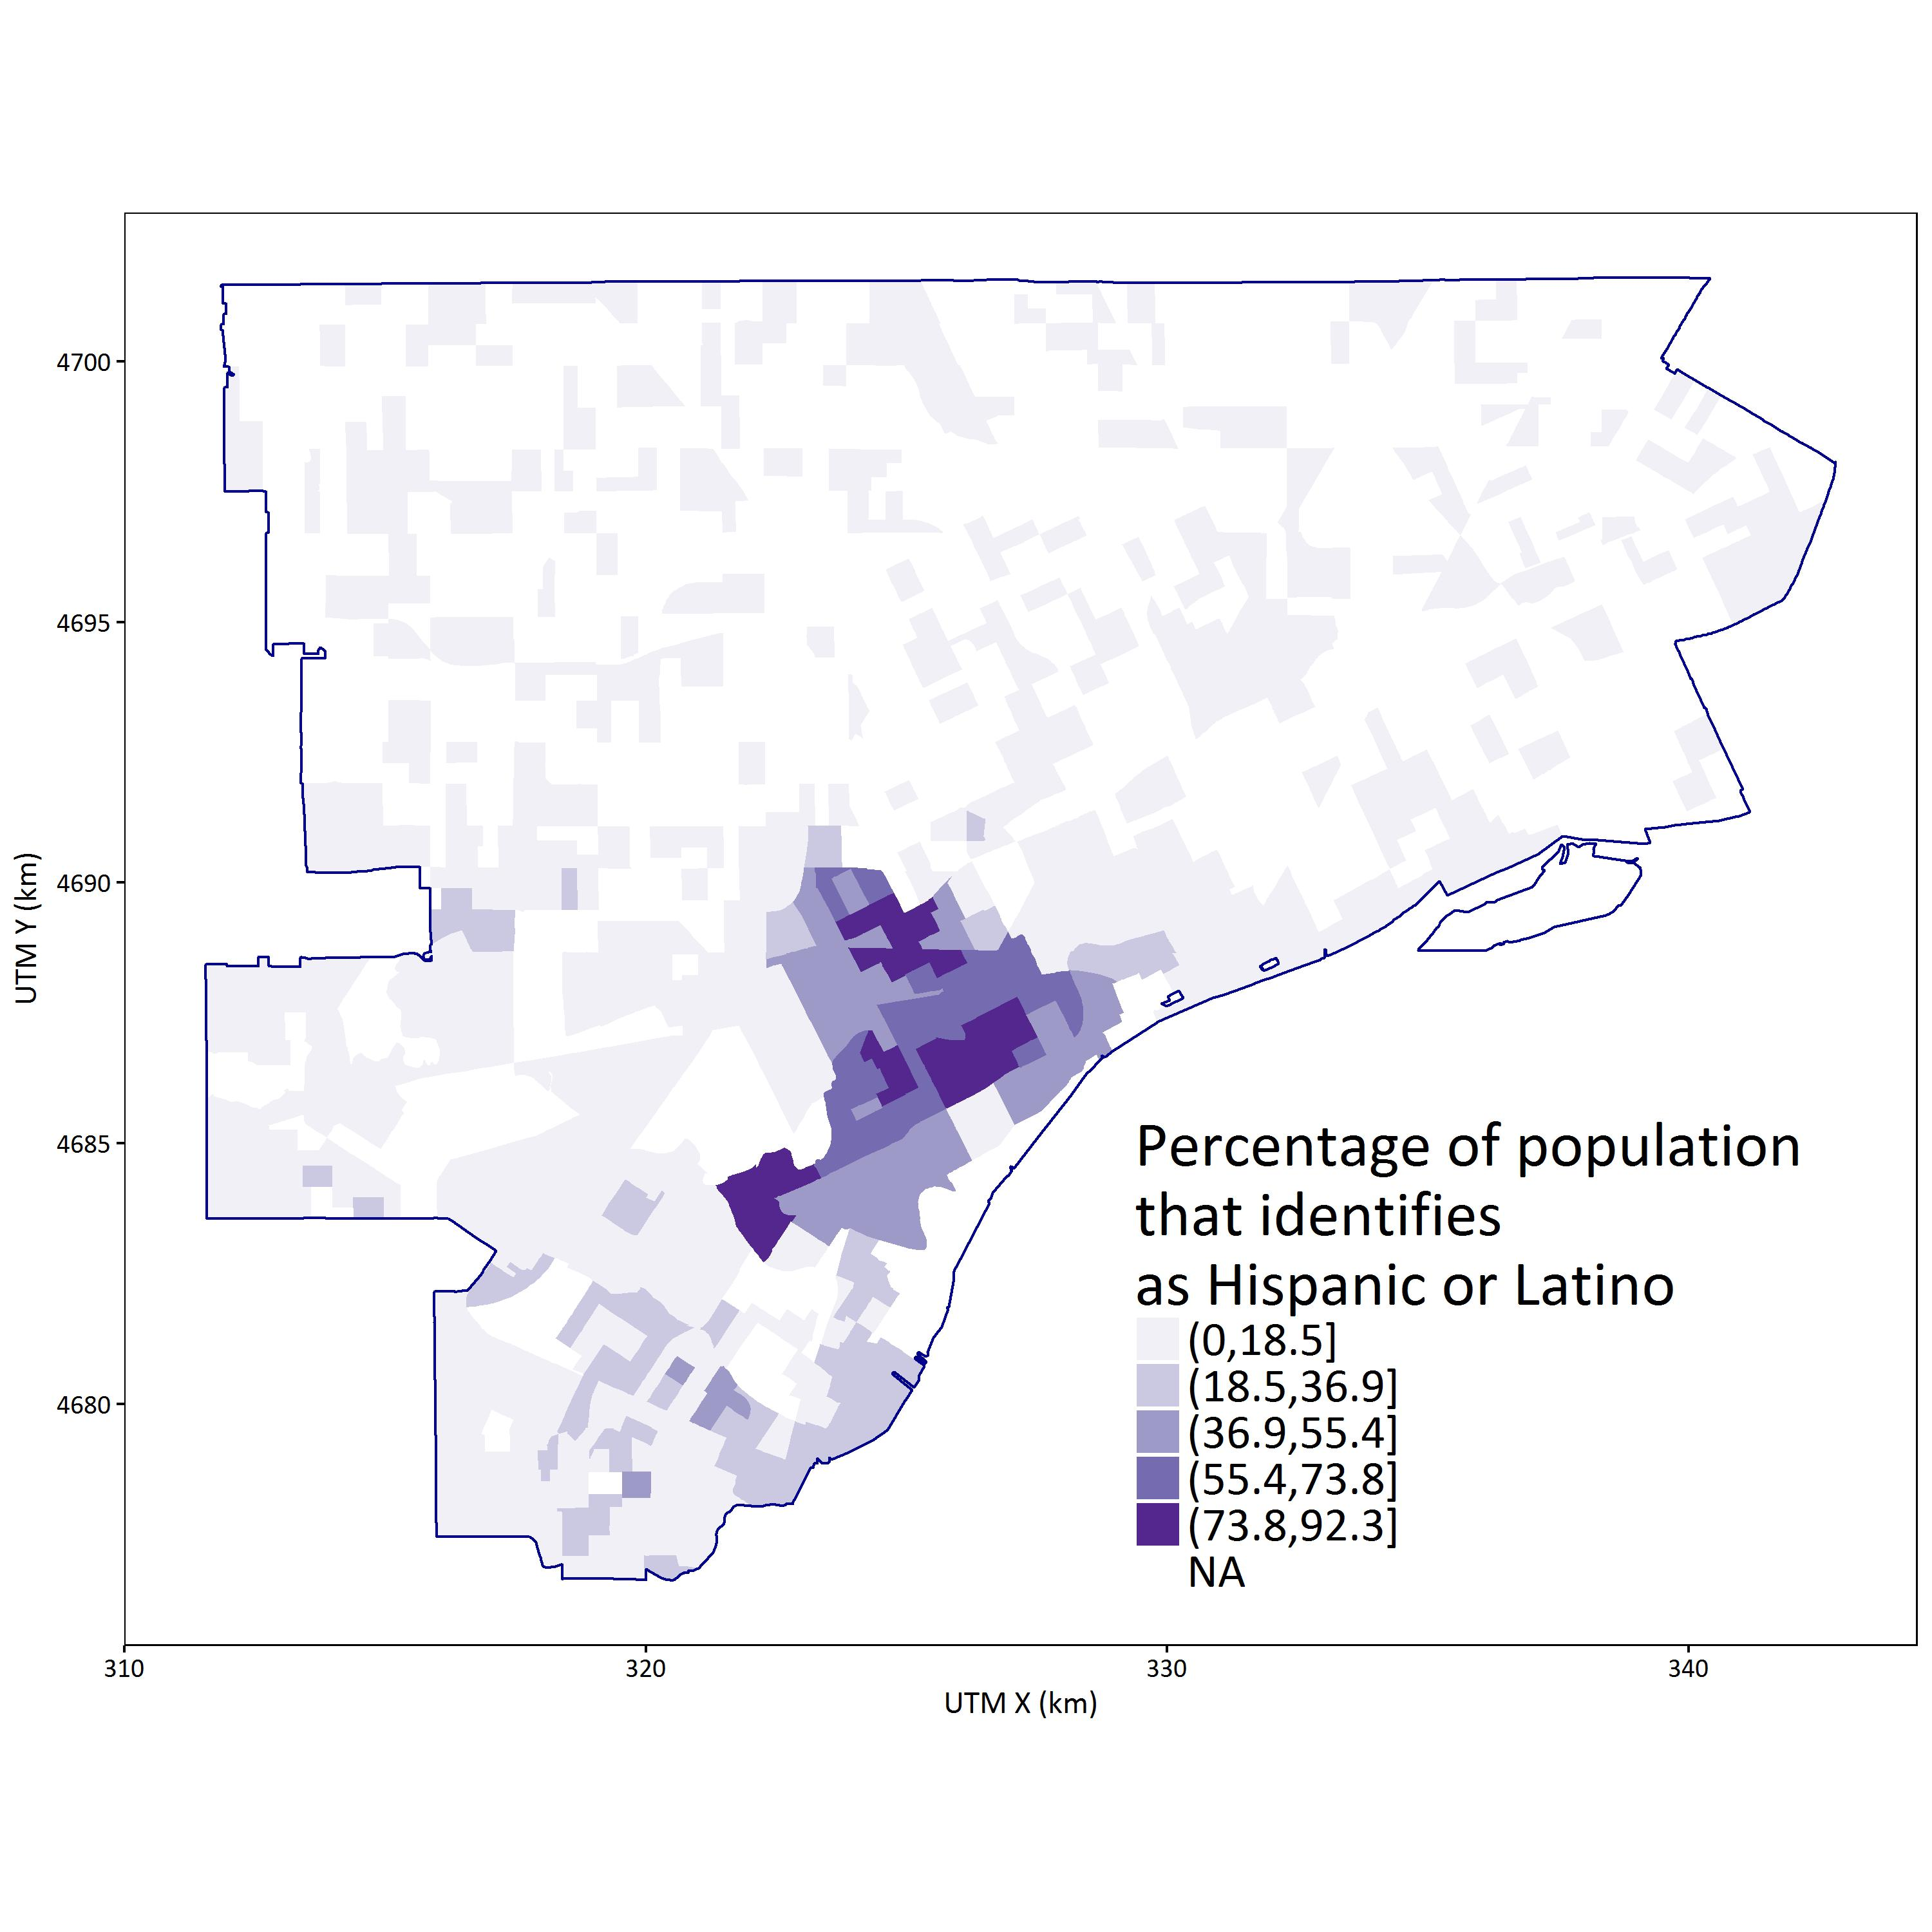 4700
4695
4690
4685
4680
UTM Y (km)
310
320
330
340
UTM X (km)
Percentage of population
that identifies
as Hispanic or Latino
(0,18.5]
(18.5,36.9]
(36.9,55.4]
(55.4,73.8]
(73.8,92.3]
NA